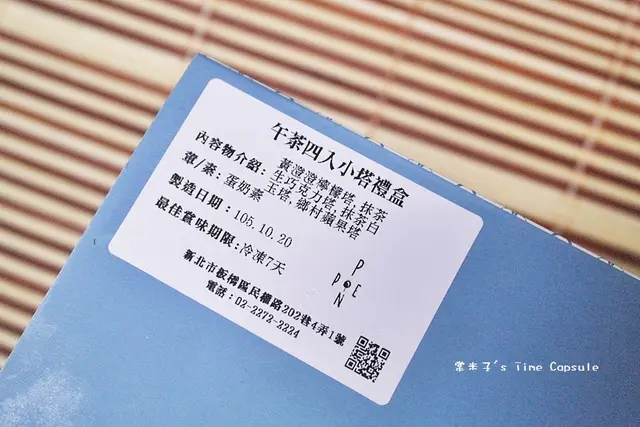 午茶四入小塔禮盒
內容物介紹: 黃澄澄檸檬塔, 抹茶
生巧克力塔, 抹茶白
玉塔, 鄉村蘋果塔
葷/素: 蛋奶素
製造日期: 105.10.20
最佳賞味期限:冷凍7天
新北市板橋區民權路202巷4弄1號
電話: 02-2272-2224
P
POE
N
棠米子's Time Capsule